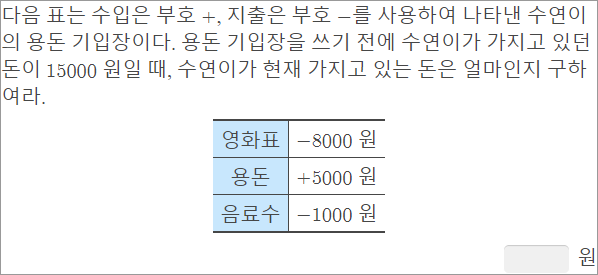 다음 표는 수입은 부호 +, 지출은 부호 −를 사용하여 나타낸 수연이
의 용돈 기입장이다. 용돈 기입장을 쓰기 전에 수연이가 가지고 있던
돈이 15000 원일 때, 수연이가 현재 가지고 있는 돈은 얼마인지 구하
여라.
영화표 −8000 원
용돈 +5000 원
음료수 −1000 원
원